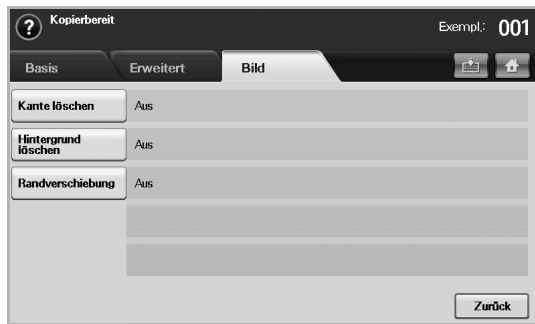 ? Kopierbereit Exempl.: 001
Basis Erweitert Bild
Kante löschen Aus
Hintergrund
löschen Aus
Randverschiebung Aus
Zurück